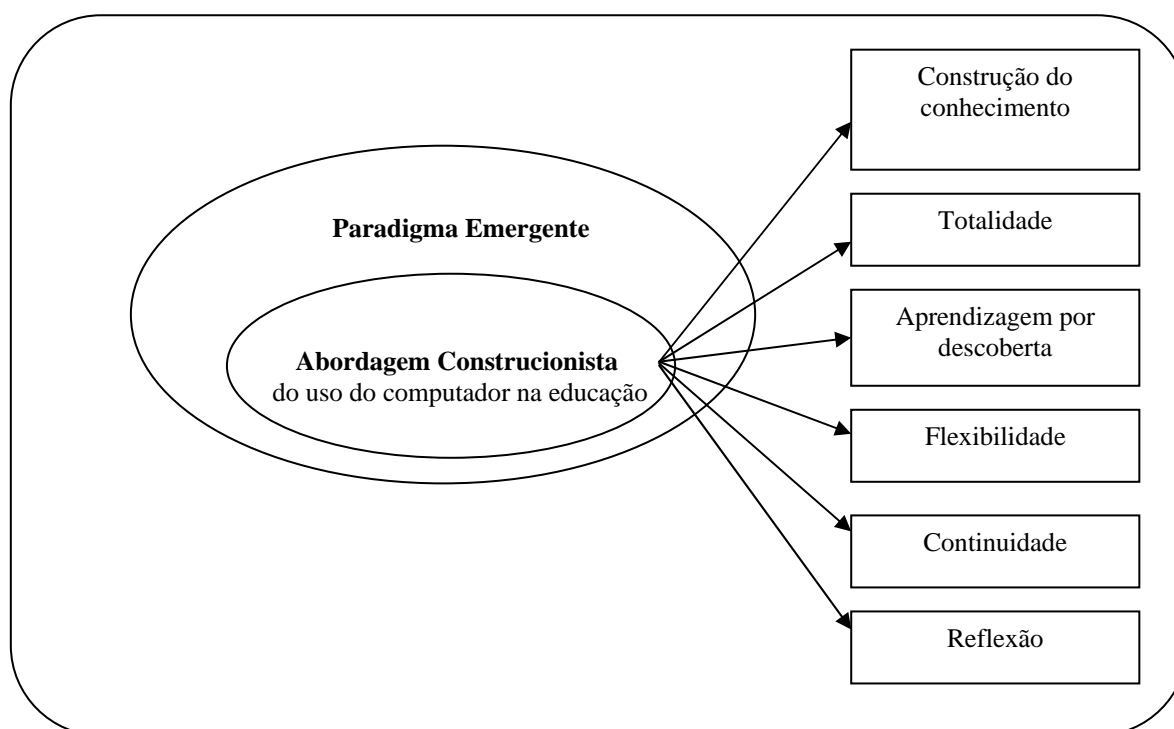 Paradigma Emergente
Abordagem Construcionista
do uso do computador na educação
Construção do
conhecimento
Totalidade
Aprendizagem por
descoberta
Flexibilidade
Continuidade
Reflexão